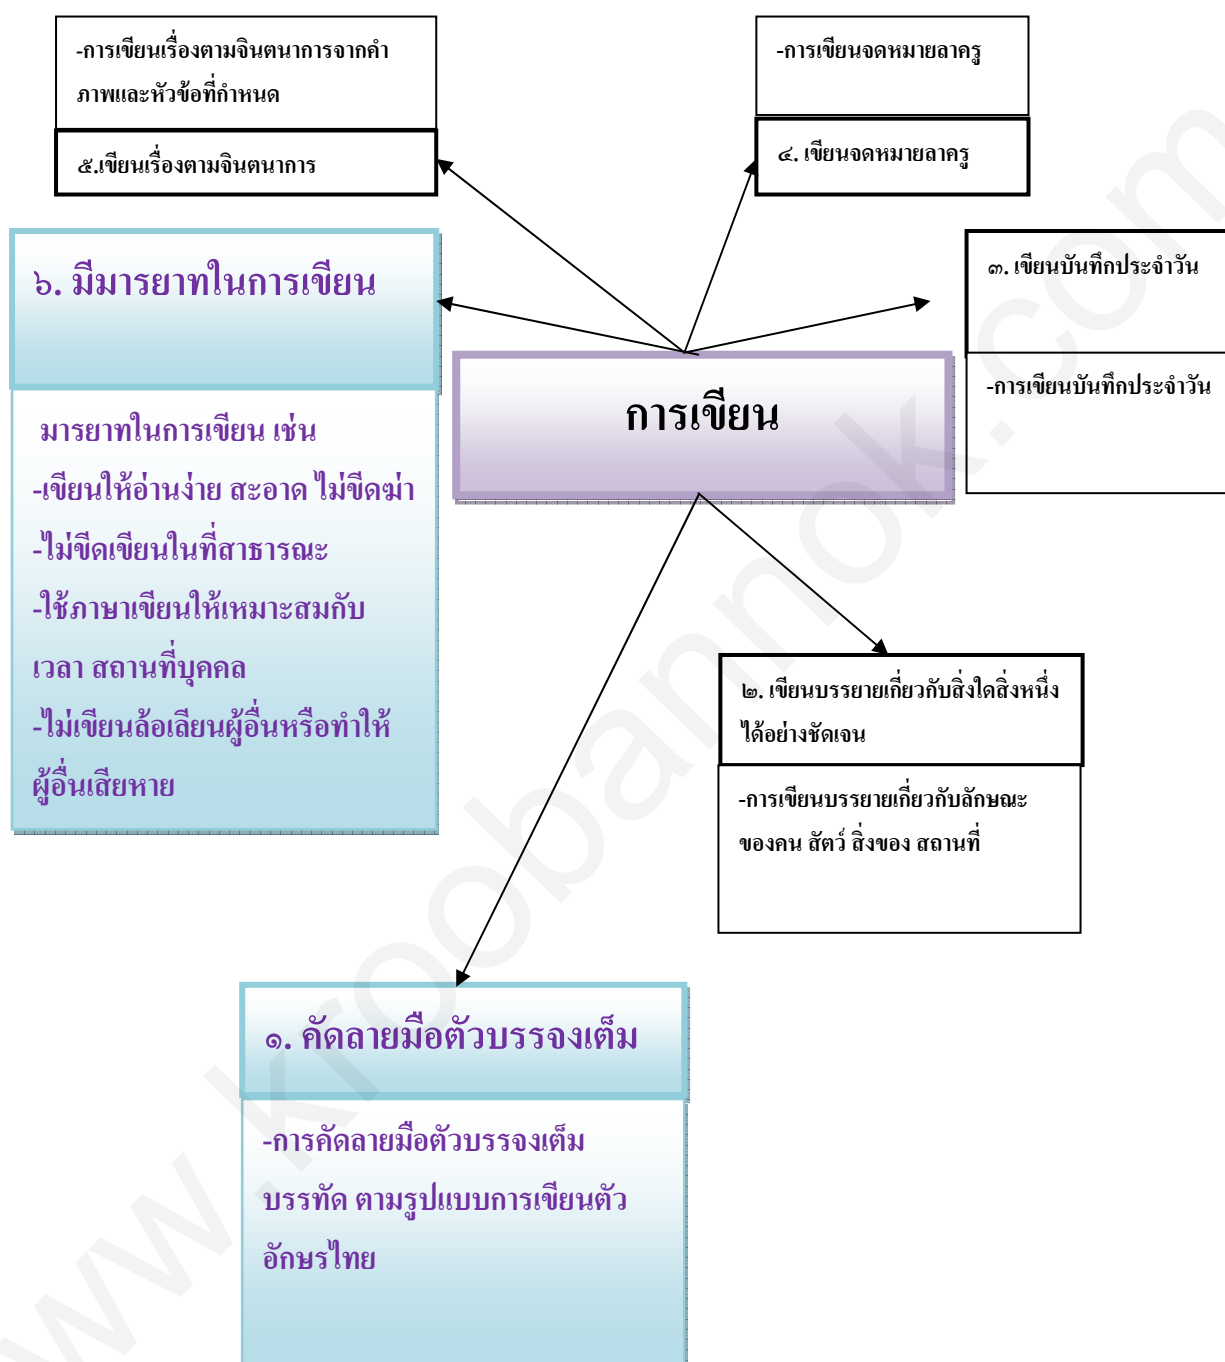 -การเขียนเรื่องตามจินตนาการจากคำ
ภาพและหัวข้อที่กำหนด
๕.เขียนเรื่องตามจินตนาการ
-การเขียนจดหมายลาครู
๔. เขียนจดหมายลาครู
๖. มีมารยาทในการเขียน
มารยาทในการเขียน เช่น
-เขียนให้อ่านง่าย สะอาด ไม่ขีดฆ่า
-ไม่ขีดเขียนในที่สาธารณะ
-ใช้ภาษาเขียนให้เหมาะสมกับ
เวลา สถานที่บุคคล
-ไม่เขียนล้อเลียนผู้อื่นหรือทำให้
ผู้อื่นเสียหาย
๓. เขียนบันทึกประจำวัน
-การเขียนบันทึกประจำวัน
การเขียน
๒. เขียนบรรยายเกี่ยวกับสิ่งใดสิ่งหนึ่ง
ได้อย่างชัดเจน
-การเขียนบรรยายเกี่ยวกับลักษณะ
ของคน สัตว์ สิ่งของ สถานที่
๑. คัดลายมือตัวบรรจงเต็ม
-การคัดลายมือตัวบรรจงเต็ม
บรรทัด ตามรูปแบบการเขียนตัว
อักษรไทย
www.kroobannok.com